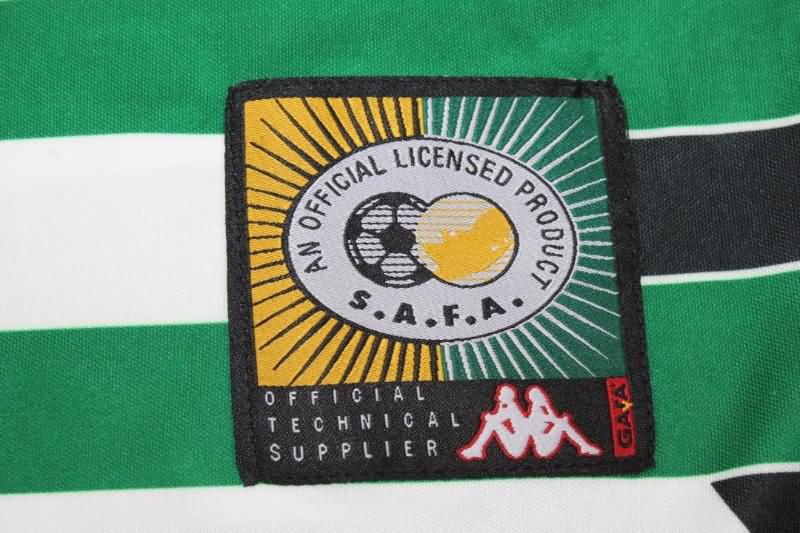 AN OFFICIAL LICENSED PRODUCT
S.A.F.A.
OFFICIAL
TECHNICAL
SUPPLIER
GAVA